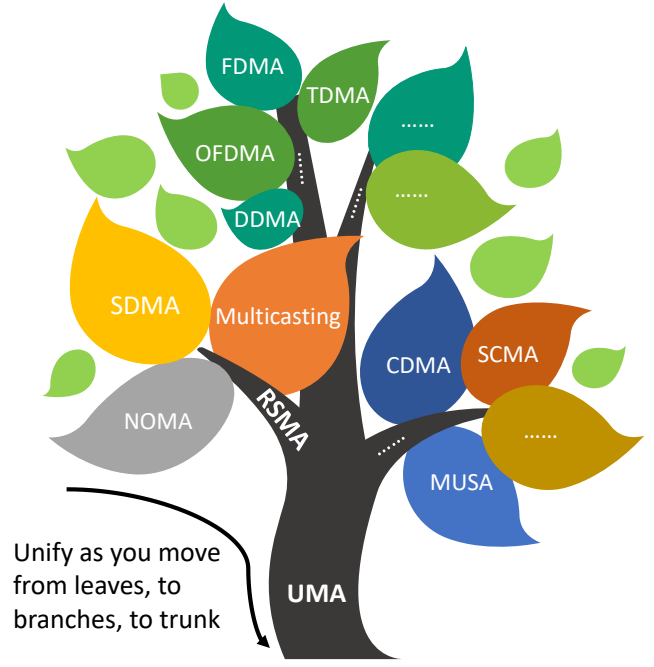 FDMA
TDMA
......
OFDMA
......
......
......
DDMA
SDMA
Multicasting
CDMA
SCMA
NOMA
RSMA
......
......
MUSA
Unify as you move
from leaves, to
branches, to trunk
UMA